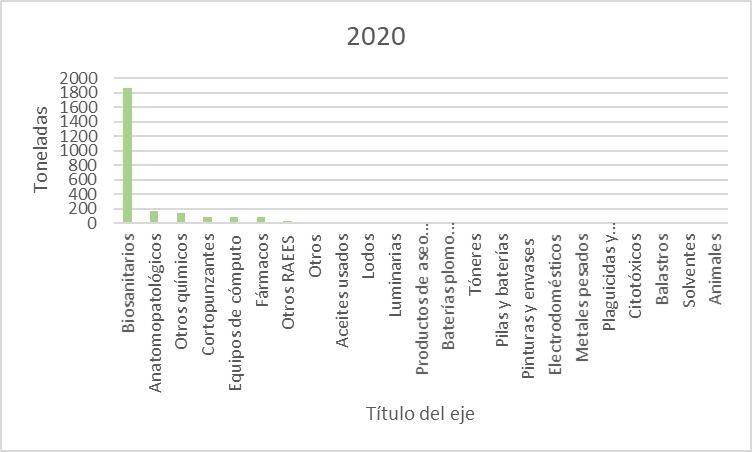 2020
Toneladas
2000
1800
1600
1400
1200
1000
800
600
400
200
0
Biosanitarios
Anatomopatológicos
Otros químicos
Cortopunzantes
Equipos de cómputo
Fármacos
Otros RAEES
Otros
Aceites usados
Lodos
Luminarias
Productos de aseo...
Baterías plomo...
Tóneres
Pilas y baterías
Pinturas y envases
Electrodomésticos
Metales pesados
Plaguicidas y...
Citotóxicos
Balastros
Solventes
Animales
Título del eje